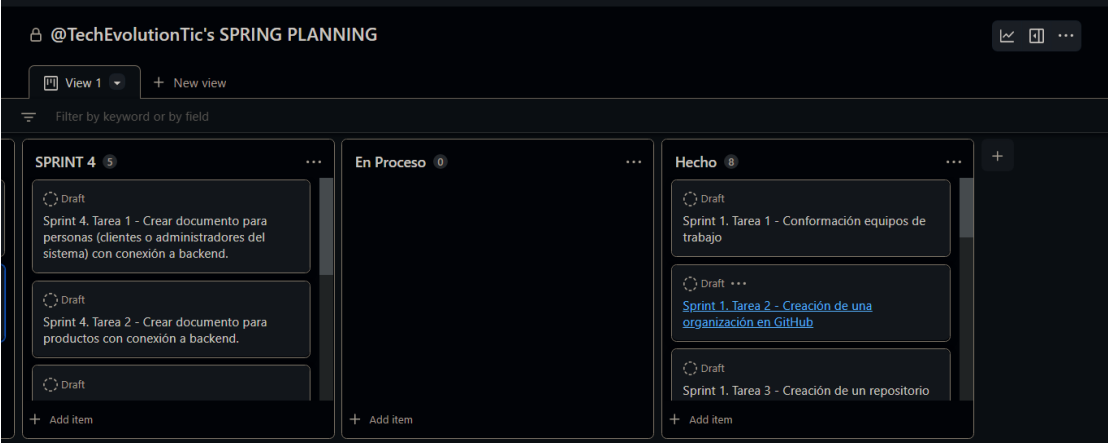 @TechEvolutionTic's SPRING PLANNING
View 1
New view
Filter by keyword or by field
SPRINT 4 5
Draft
Sprint 4. Tarea 1 - Crear documento para
personas (clientes o administradores del
sistema) con conexión a backend.
Draft
Sprint 4. Tarea 2 - Crear documento para
productos con conexión a backend.
Draft
Add item
En Proceso 0
Add item
Hecho 8
Draft
Sprint 1. Tarea 1 - Conformación equipos de
trabajo
Draft
Sprint 1. Tarea 2 - Creación de una
organización en GitHub
Draft
Sprint 1. Tarea 3 - Creación de un repositorio
Add item